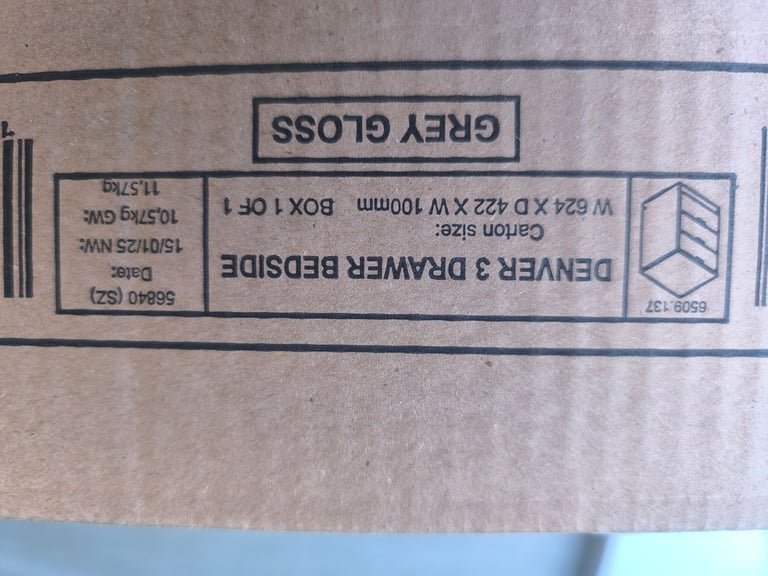 6509.137
DENVER 3 DRAWER BEDSIDE
Carton size:
W 624 X D 422 X W 100mm BOX 1 OF 1
56840 (SZ)
Date:
15/01/25 NW:
10,57kg GW:
11,57kg
GREY GLOSS